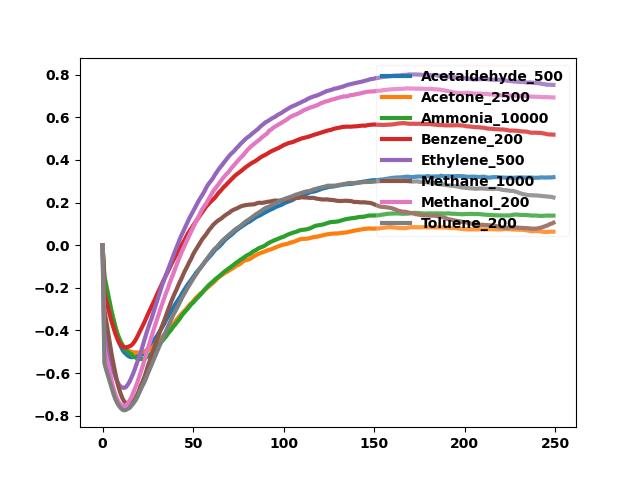 0.8
0.6
0.4
0.2
0.0
−0.2
−0.4
−0.6
−0.8
0 50 100 150 200 250
Acetaldehyde_500
Acetone_2500
Ammonia_10000
Benzene_200
Ethylene_500
Methane_1000
Methanol_200
Toluene_200